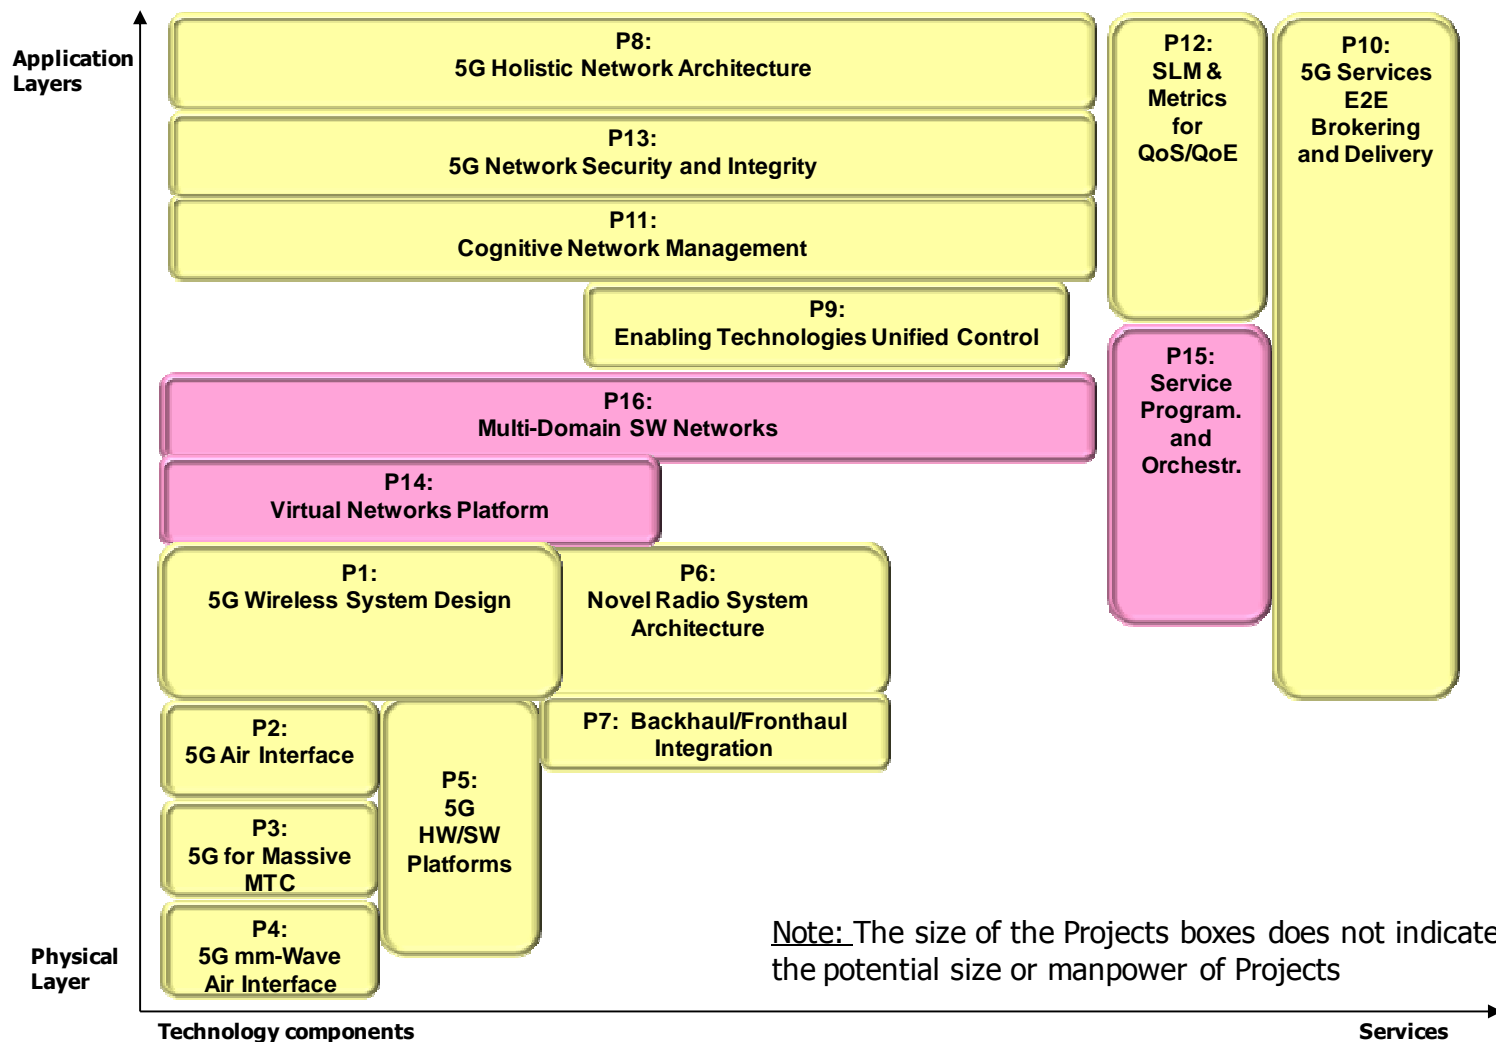 Application
Layers
P8:
5G Holistic Network Architecture
P12:
SLM &
Metrics
for
QoS/QoE
P10:
5G Services
E2E
Brokering
and Delivery
P13:
5G Network Security and Integrity
P11:
Cognitive Network Management
P9:
Enabling Technologies Unified Control
P15:
Service
Program.
and
Orchestr.
P16:
Multi-Domain SW Networks
P14:
Virtual Networks Platform
P1:
5G Wireless System Design
P6:
Novel Radio System
Architecture
P2:
5G Air Interface
P5:
5G
HW/SW
Platforms
P7: Backhaul/Fronthaul
Integration
P3:
5G for Massive
MTC
P4:
5G mm-Wave
Air Interface
Note: The size of the Projects boxes does not indicate
the potential size or manpower of Projects
Physical
Layer
Technology components
Services